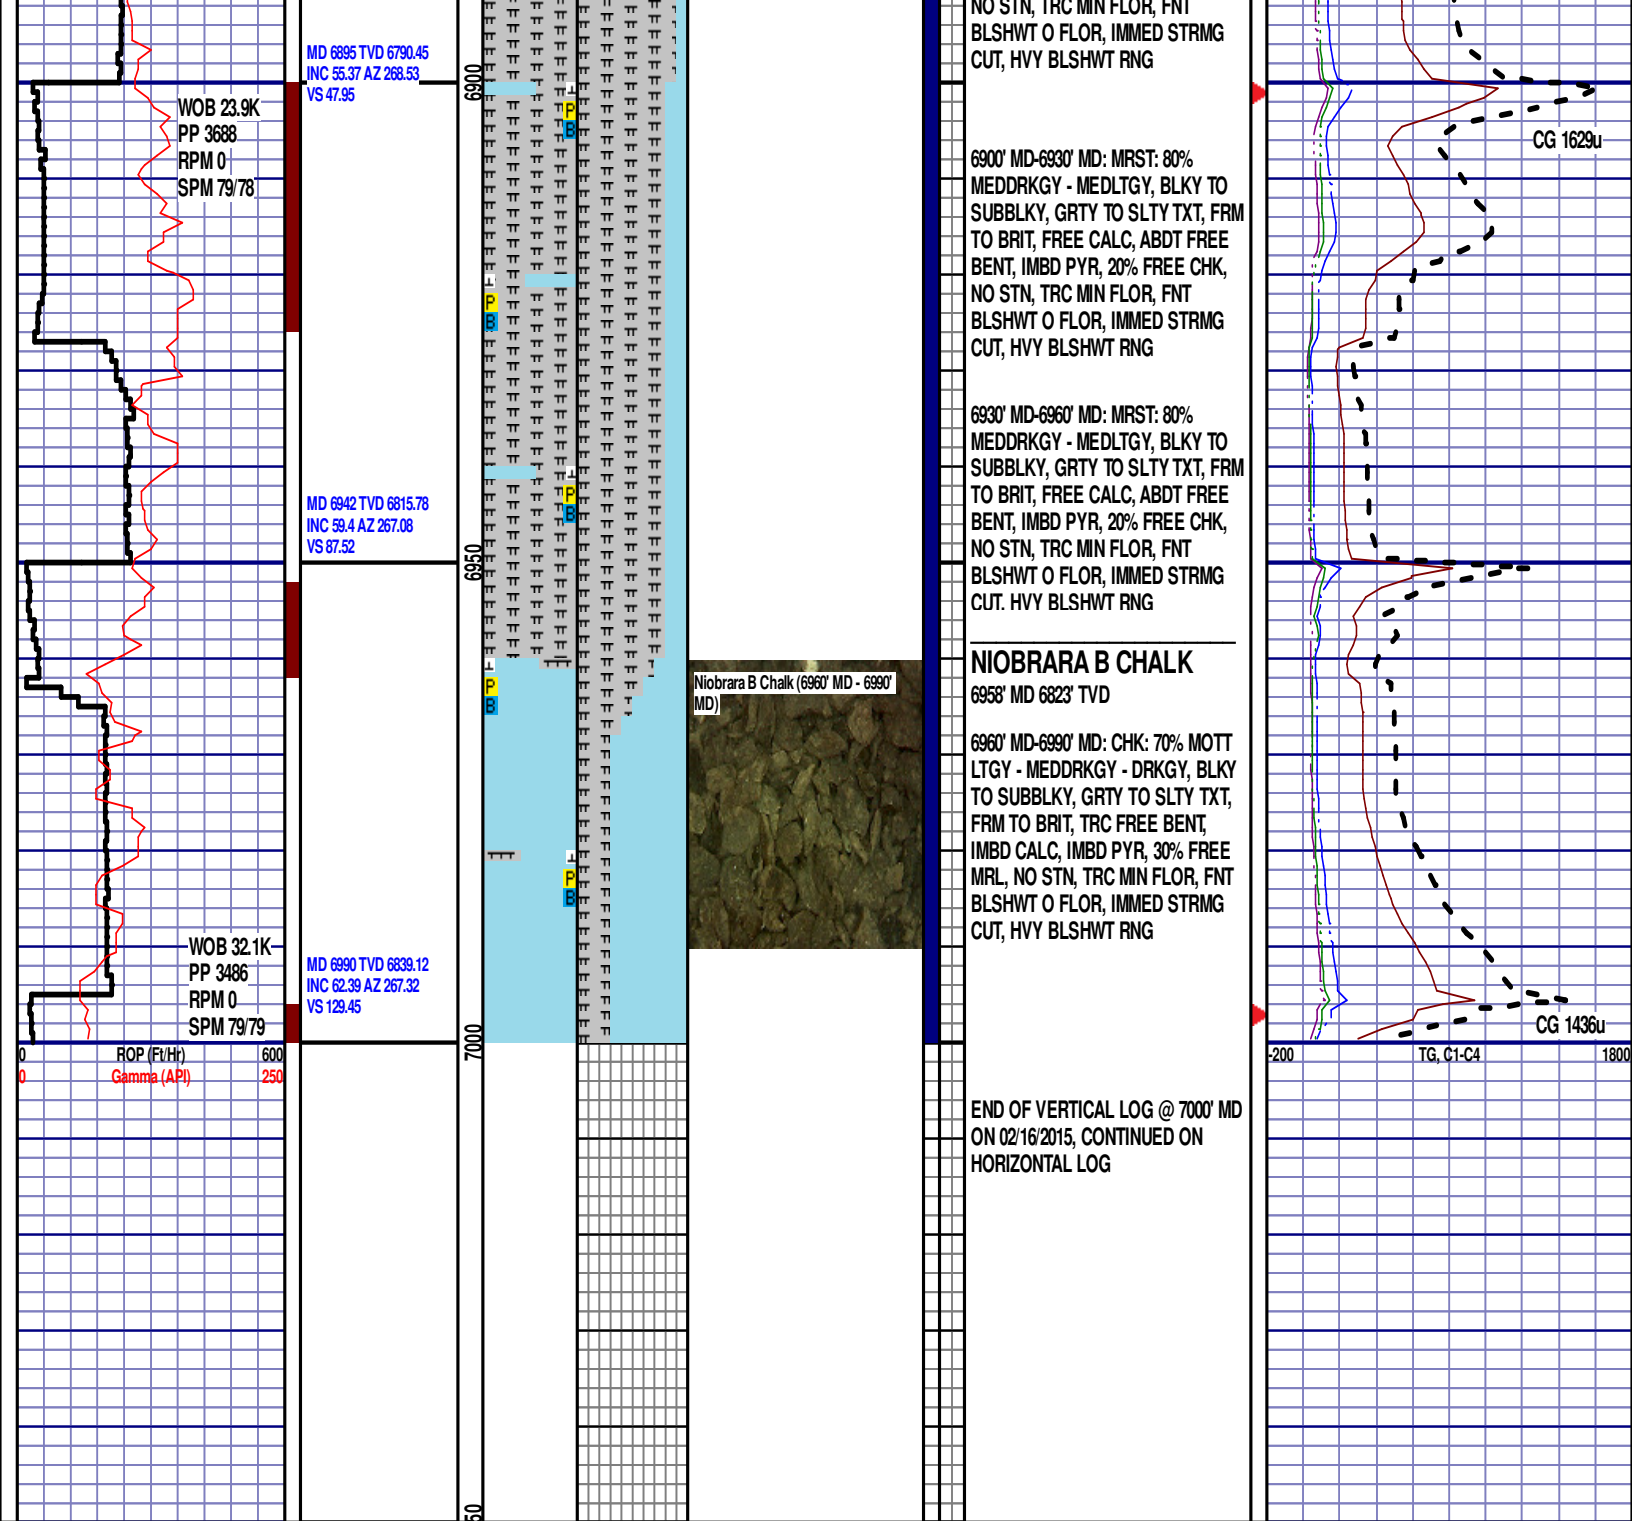 NO STN, TRC MIN FLOR, FNT
BLSHWT O FLOR, IMMED STRMG
CUT, HVY BLSHWT RNG
MD 6895 TVD 6790.45
INC 55.37 AZ 268.53
VS 47.95
6900
WOB 23.9K
PP 3688
RPM 0
SPM 79/78
P
B
CG 1629u
6900' MD-6930' MD: MRST: 80%
MEDDRKGY - MEDLTGY, BLKY TO
SUBBLKY, GRTY TO SLTY TXT, FRM
TO BRIT, FREE CALC, ABDT FREE
BENT, IMBD PYR, 20% FREE CHK,
NO STN, TRC MIN FLOR, FNT
BLSHWT O FLOR, IMMED STRMG
CUT, HVY BLSHWT RNG
P
B
6930' MD-6960' MD: MRST: 80%
MEDDRKGY - MEDLTGY, BLKY TO
SUBBLKY, GRTY TO SLTY TXT, FRM
TO BRIT, FREE CALC, ABDT FREE
BENT, IMBD PYR, 20% FREE CHK,
NO STN, TRC MIN FLOR, FNT
BLSHWT O FLOR, IMMED STRMG
CUT, HVY BLSHWT RNG
P
B
MD 6942 TVD 6815.78
INC 59.4 AZ 267.08
VS 87.52
6950
NIOBRARA B CHALK
6958' MD 6823' TVD
P
B
Niobrara B Chalk (6960' MD - 6990'
MD)
6960' MD-6990' MD: CHK: 70% MOTT
LTGY - MEDDRKGY - DRKGY, BLKY
TO SUBBLKY, GRTY TO SLTY TXT,
FRM TO BRIT, TRC FREE BENT,
IMBD CALC, IMBD PYR, 30% FREE
MRL, NO STN, TRC MIN FLOR, FNT
BLSHWT O FLOR, IMMED STRMG
CUT, HVY BLSHWT RNG
P
B
WOB 32.1K
PP 3486
RPM 0
SPM 79/79
MD 6990 TVD 6839.12
INC 62.39 AZ 267.32
VS 129.45
7000
CG 1436u
0 ROP (Ft/Hr) 600
0 Gamma (API) 250
-200 TG, C1-C4 1800
END OF VERTICAL LOG @ 7000' MD
ON 02/16/2015, CONTINUED ON
HORIZONTAL LOG